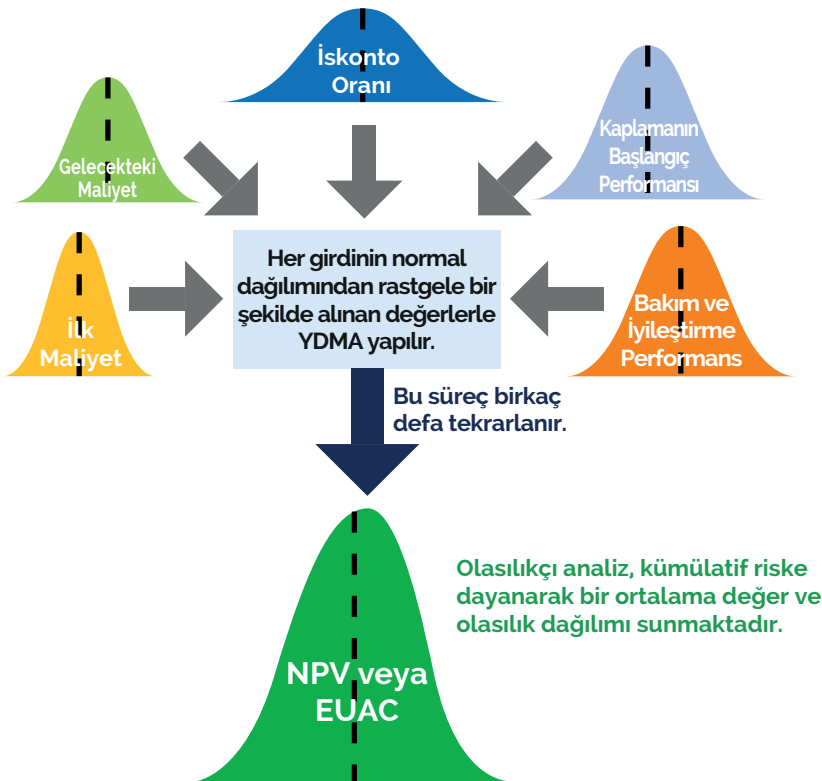 İskonto
Oranı
Gelecekteki
Maliyet
Kaplamanın
Başlangıç
Performansı
İlk
Maliyet
Her girdinin normal
dağılımından rastgele bir
şekilde alınan değerlerle
YDMA yapılır.
Bakım ve
İyileştirme
Performans
Bu süreç birkaç
defa tekrarlanır.
Olasılıkçı analiz, kümülatif riske
dayanarak bir ortalama değer ve
olasılık dağılımı sunmaktadır.
NPV veya
EUAC